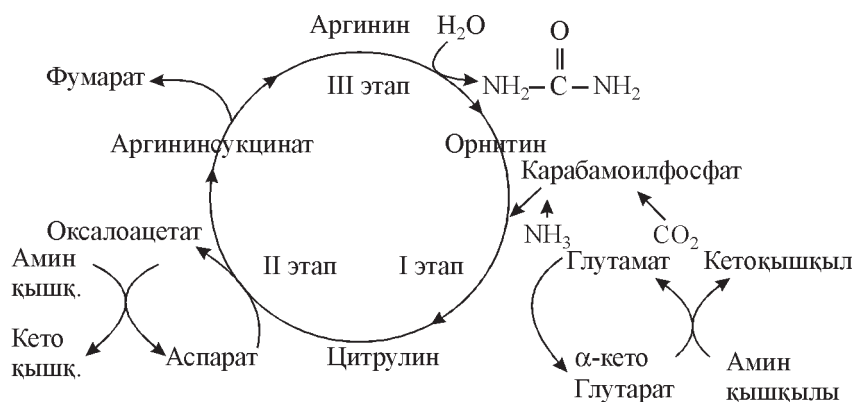 Аргинин
H₂O
O
NH₂–C–NH₂
Фумарат
III этап
Аргининсукцинат
Орнитин
Карабамоилфосфат
Оксалоацетат
NH₃
CO₂
Амин
қышқ.
II этап
I этап
Глутамат
Кетоқышқыл
Кето
қышқ.
Аспарат
Цитрулин
α-кето
Глутарат
Амин
қышқылы